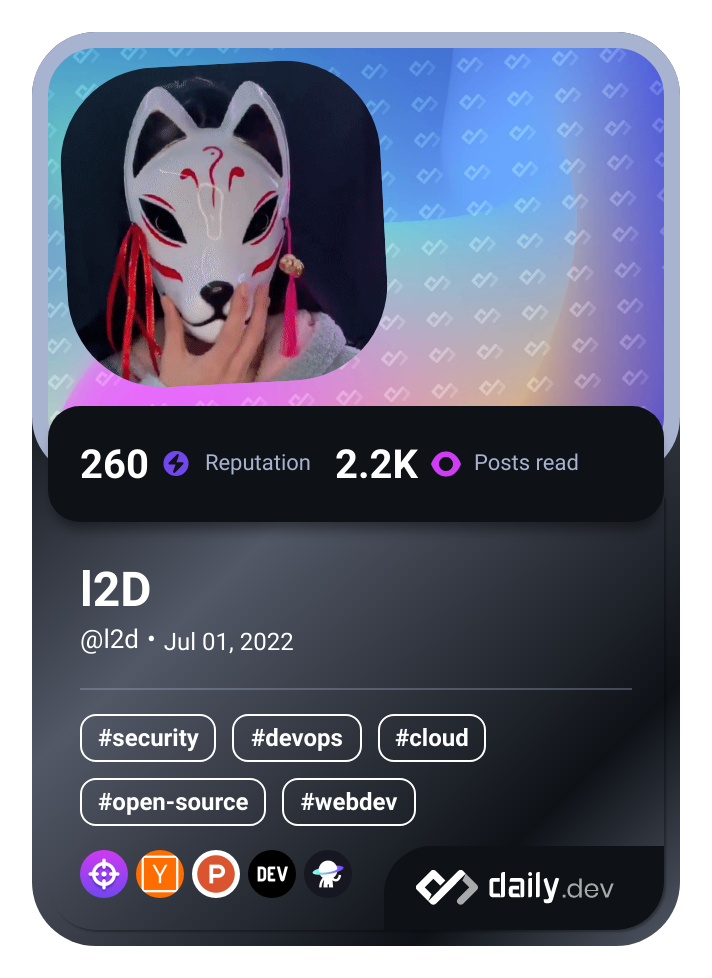 260 Reputation 2.2K Posts read
l2D
@l2d • Jul 01, 2022
#security #devops #cloud
#open-source #webdev
Y P DEV
daily.dev